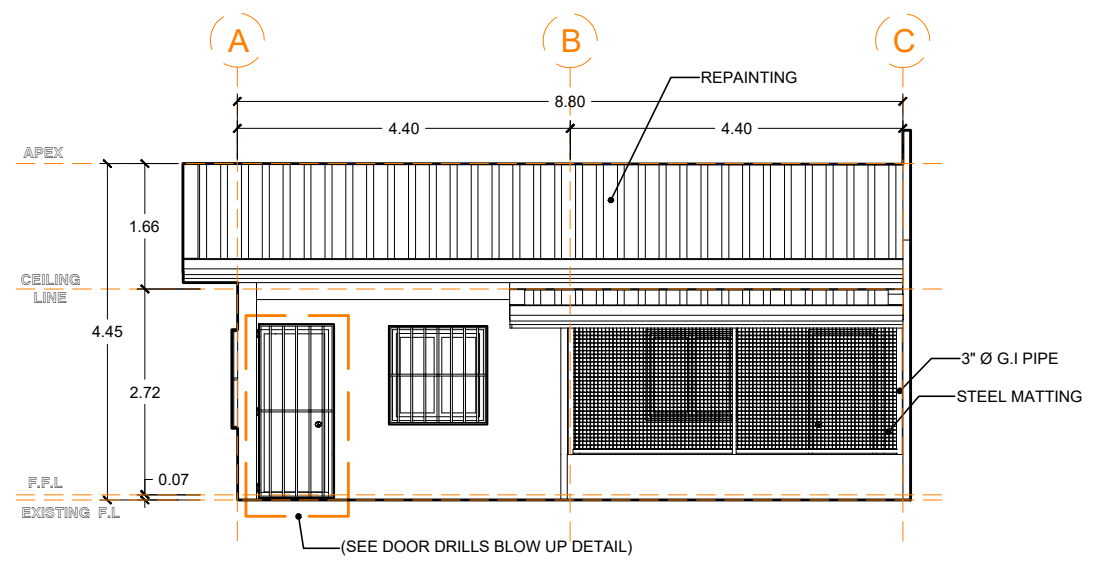 A
B
C
REPAINTING
8.80
4.40
4.40
APEX
1.66
CEILING
LINE
4.45
3" Ø G.I PIPE
2.72
STEEL MATTING
0.07
F.F.L
EXISTING F.L
(SEE DOOR DRILLS BLOW UP DETAIL)